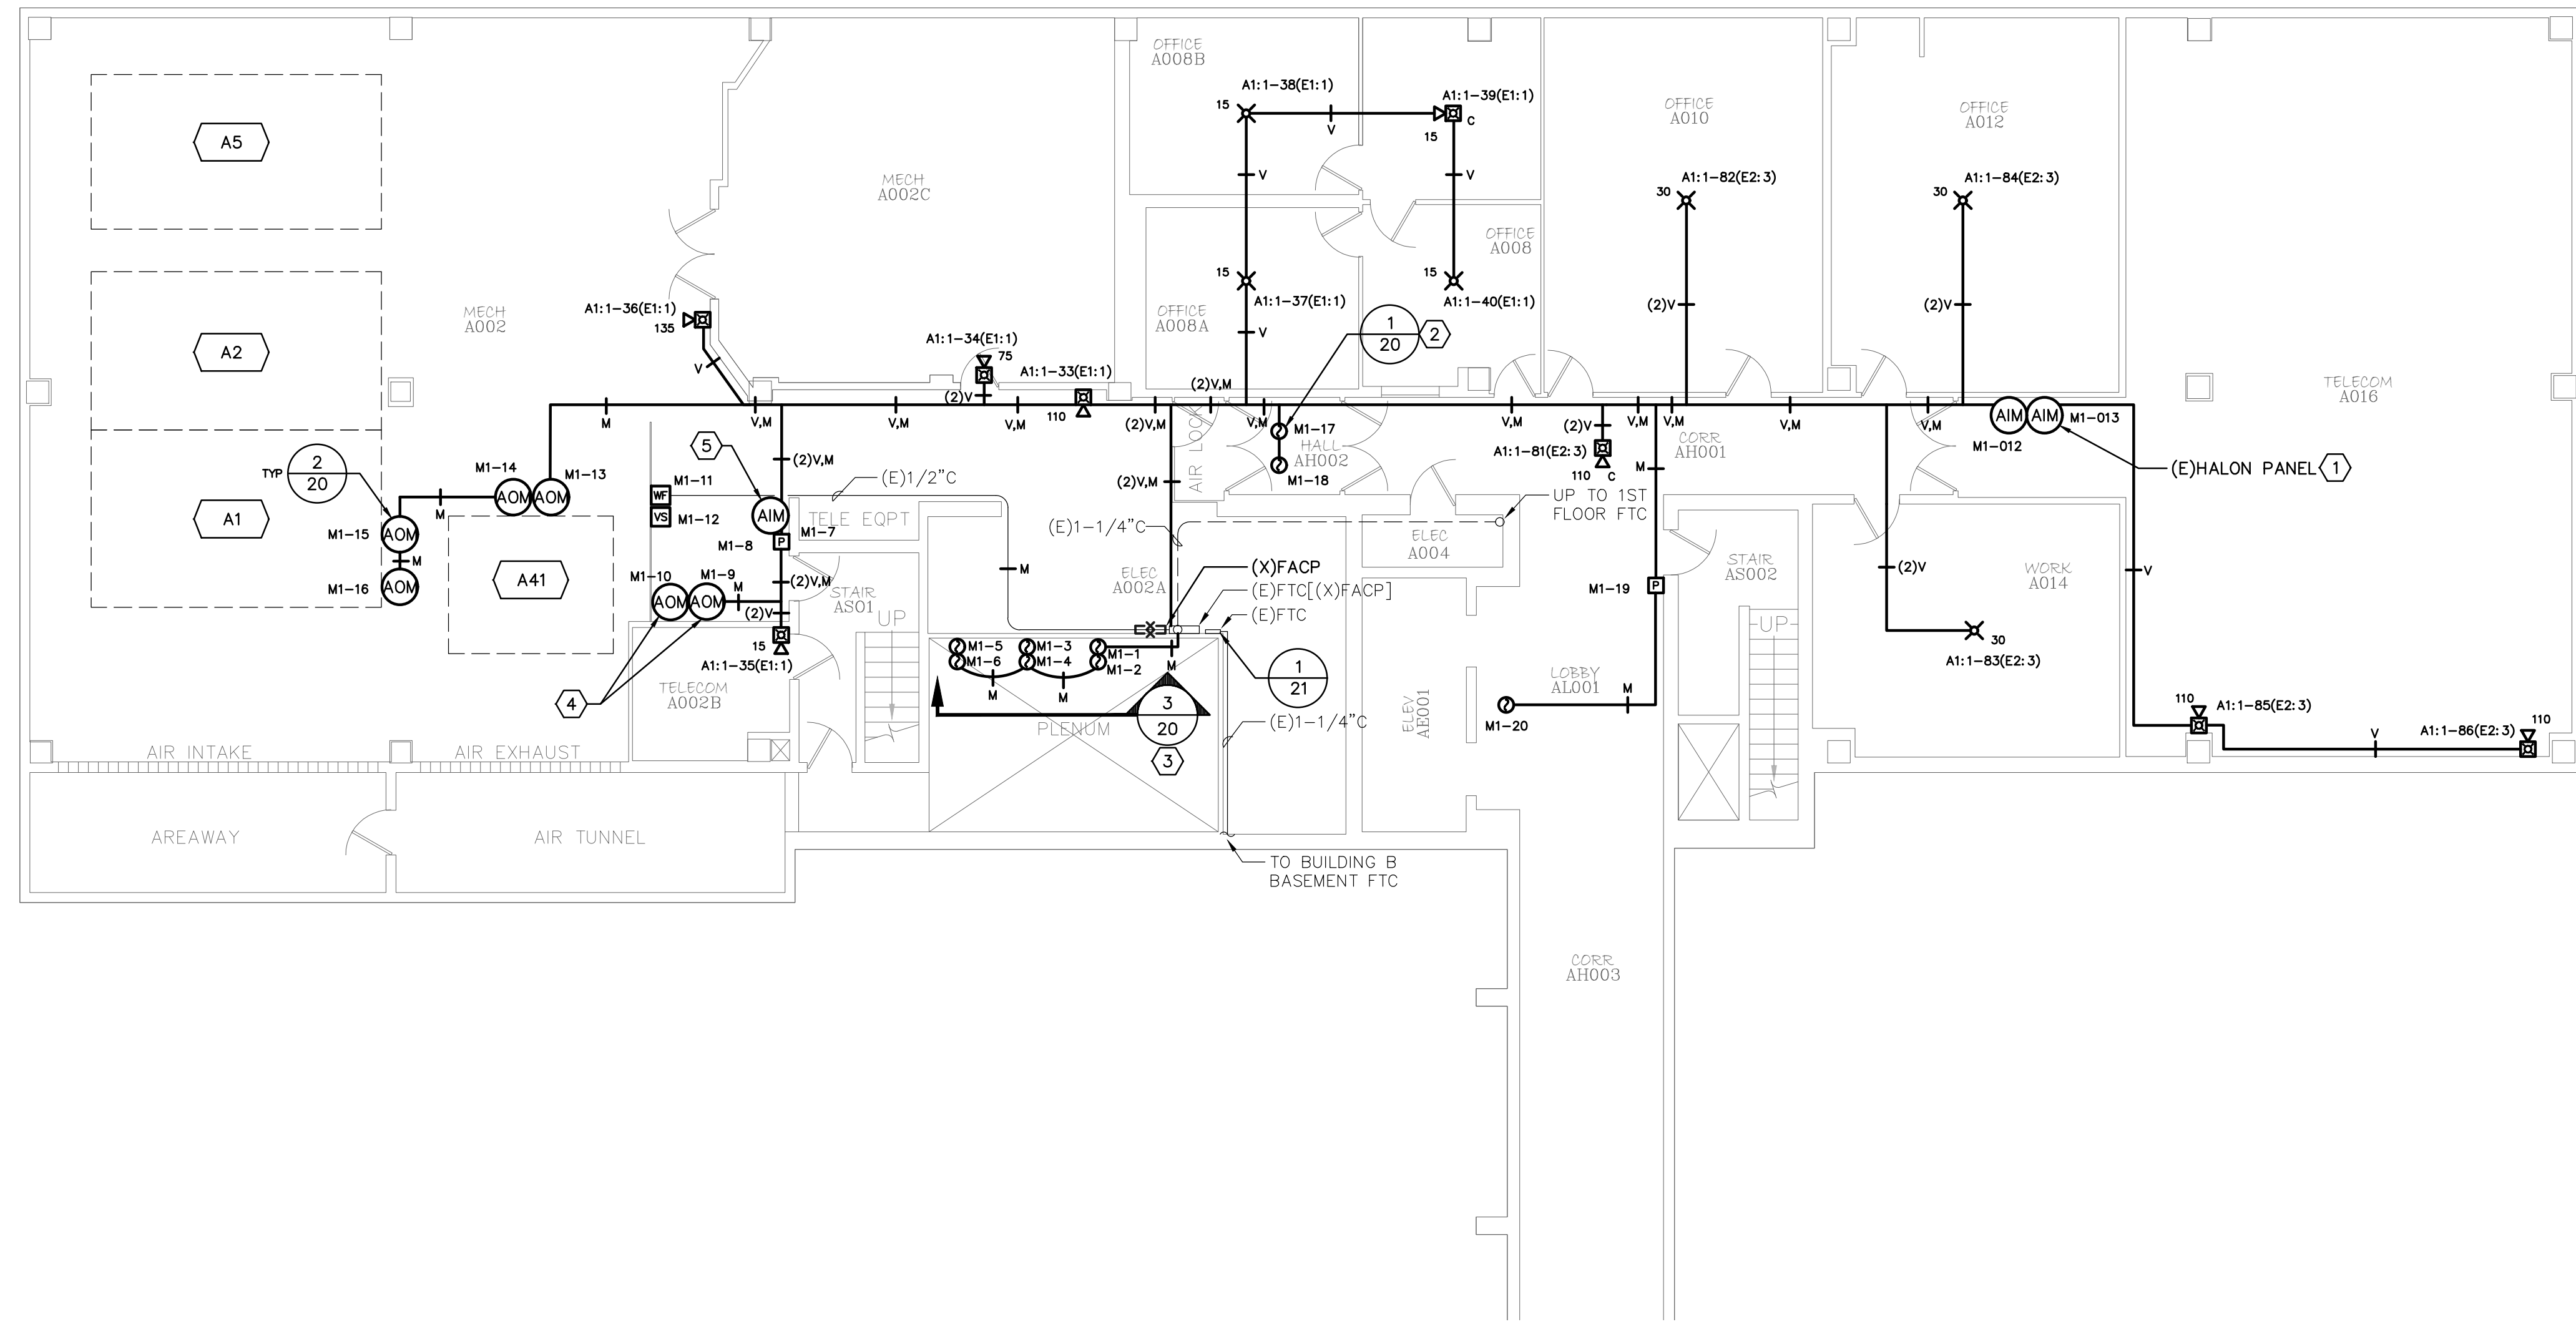 OFFICE
A008B
A1:1-38(E1:1)
15
V
A1:1-39(E1:1)
C
15
V
V
OFFICE
A010
OFFICE
A012
A5
MECH
A002C
A1:1-82(E2:3)
30
A1:1-84(E2:3)
30
OFFICE
A008
15
A1:1-37(E1:1)
15
A1:1-40(E1:1)
MECH
A002
A1:1-36(E1:1)
135
V
OFFICE
A008A
V
(2)V
(2)V
A2
1
20
2
A1:1-34(E1:1)
75
A1:1-33(E1:1)
(2)V
110
(2)V,M
TELECOM
A016
M
V,M
V,M
V,M
(2)V,M
V,M
V,M
V,M
V,M
V,M
V,M
AIR LOCK
M1-17
HALL
AH002
M1-18
(2)V
A1:1-81(E2:3)
110
C
CORR
AH001
M
AIM
AIM
M1-013
M1-012
(E)HALON PANEL
1
5
(2)V,M
TYP
2
20
M1-14
M1-13
AOM
AOM
M
M1-11
WF
VS
M1-12
(E)1/2"C
(2)V,M
UP TO 1ST
FLOOR FTC
A1
AIM
M1-7
TELE EQPT
M1-8
P
(E)1-1/4"C
ELEC
A004
M1-15
AOM
M
M1-16
AOM
A41
M1-10
M1-9
AOM
AOM
M
(2)V,M
(2)V
STAIR
AS01
UP
M
ELEC
A002A
(X)FACP
(E)FTC[(X)FACP]
(E)FTC
M1-19
P
STAIR
AS002
UP
(2)V
WORK
A014
V
15
A1:1-35(E1:1)
M1-5
M1-6
M1-3
M1-4
M1-1
M1-2
M
M
M
30
A1:1-83(E2:3)
4
TELECOM
A002B
1
21
3
20
3
PLENUM
(E)1-1/4"C
ELEV
AE001
LOBBY
AL001
M
M1-20
110
A1:1-85(E2:3)
V
A1:1-86(E2:3)
110
AIR INTAKE
AIR EXHAUST
AREAWAY
AIR TUNNEL
TO BUILDING B
BASEMENT FTC
CORR
AH003